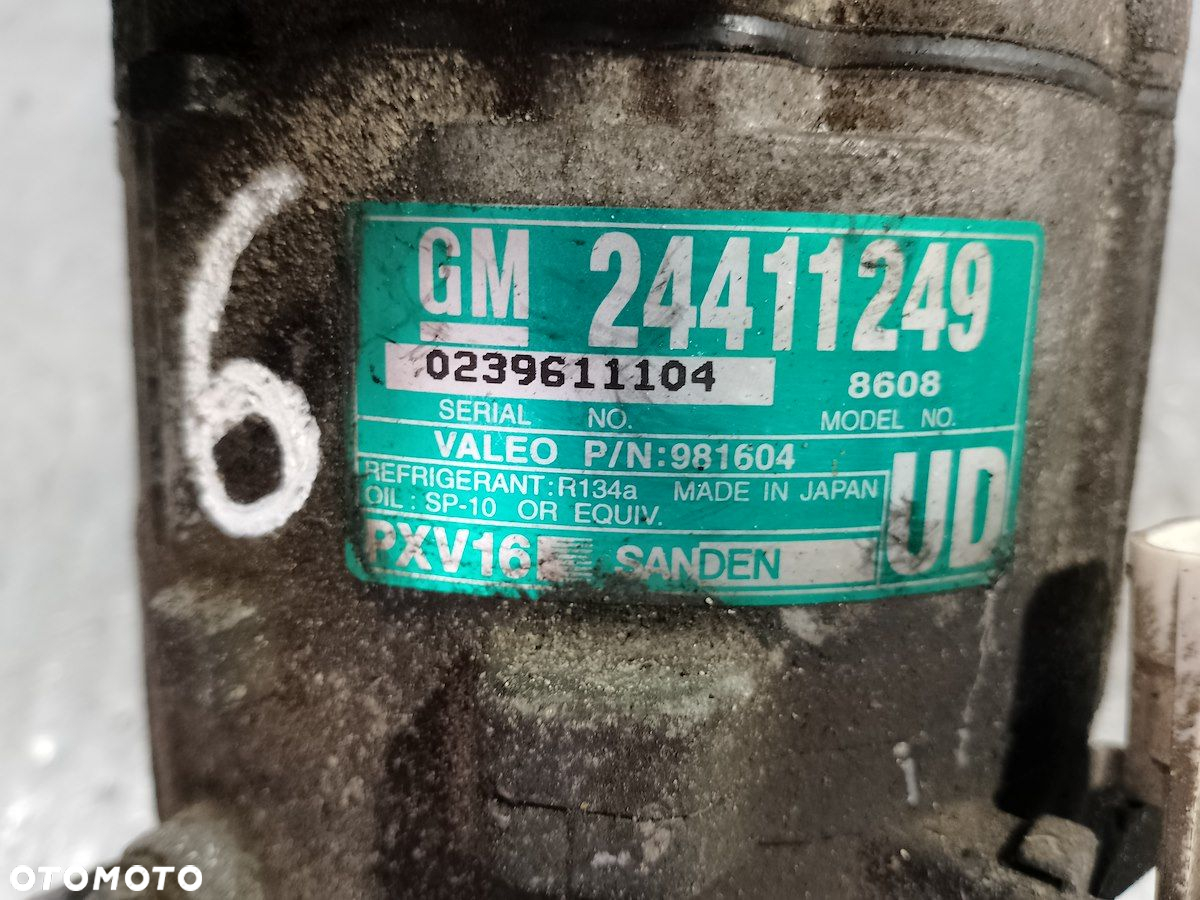 6
GM 24411249
0239611104 8608
SERIAL NO. MODEL NO.
VALEO P/N:981604
REFRIGERANT:R134a MADE IN JAPAN
OIL: SP-10 OR EQUIV.
UD
PXV16 SANDEN
OTOMOTO